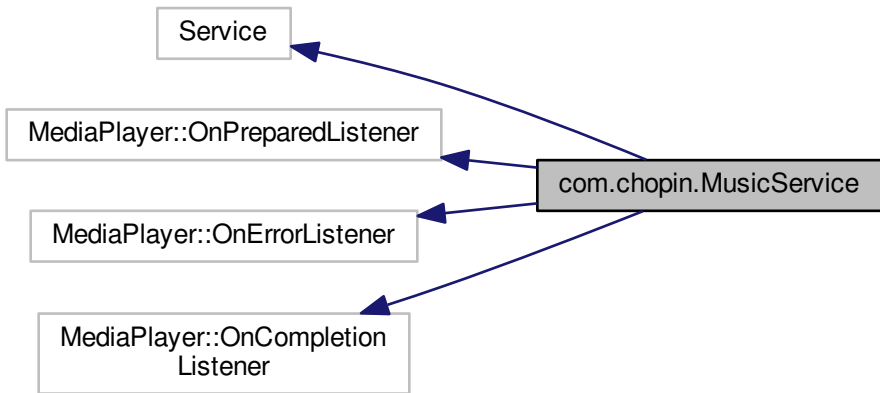 Service
MediaPlayer::OnPreparedListener
com.chopin.MusicService
MediaPlayer::OnErrorListener
MediaPlayer::OnCompletion
Listener